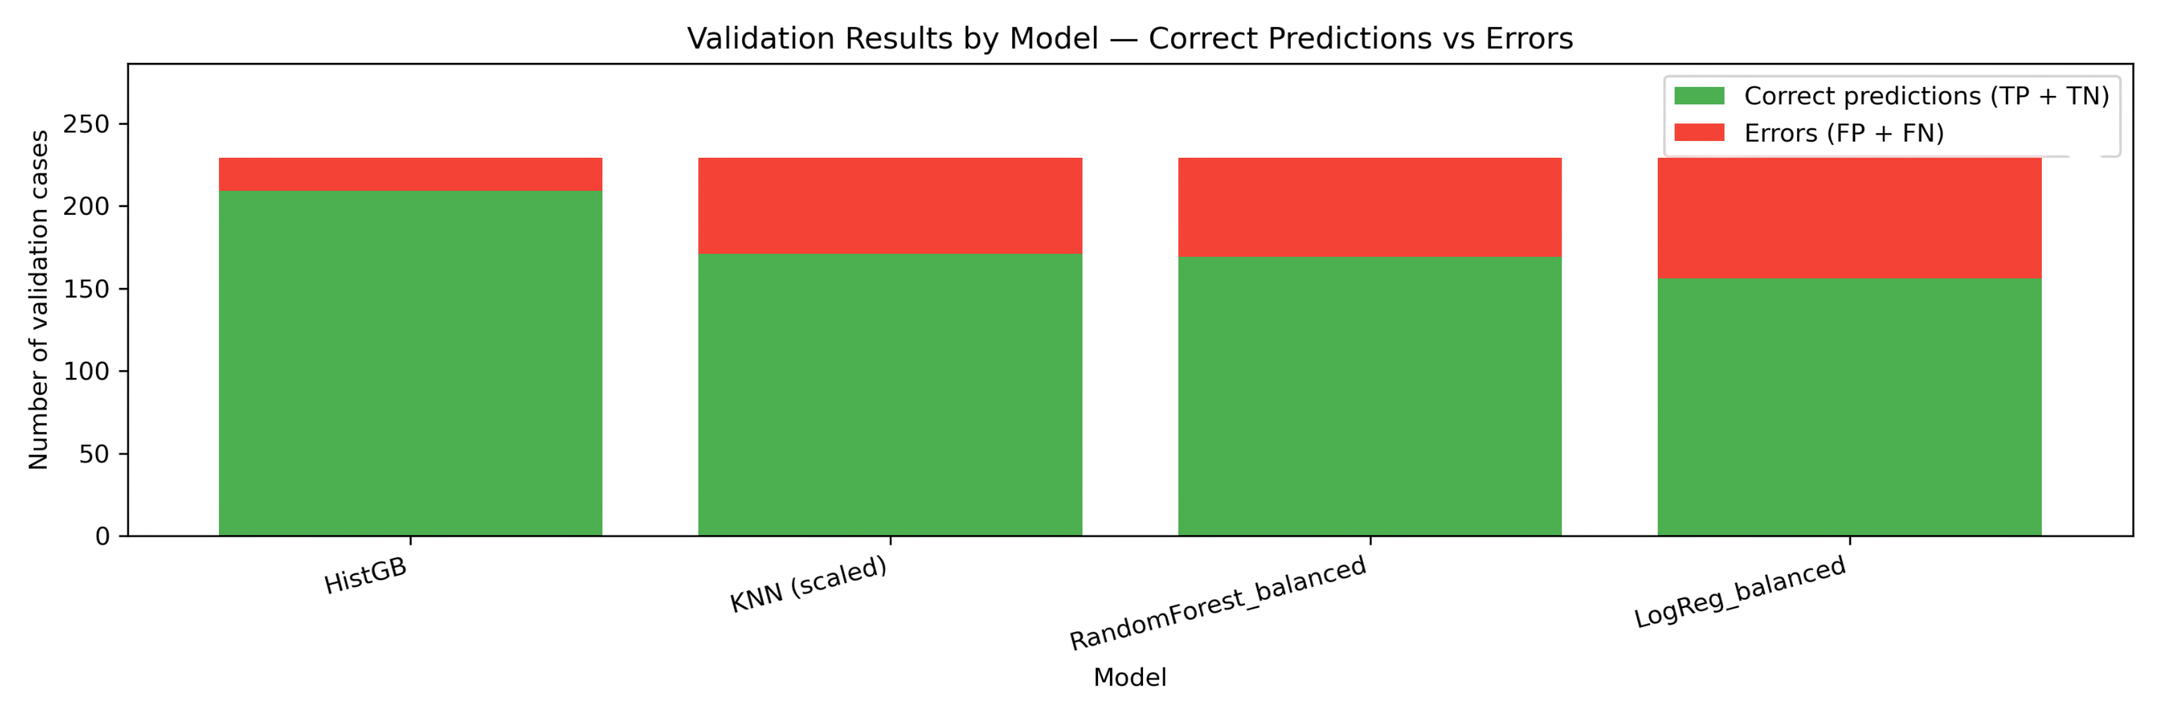 Validation Results by Model — Correct Predictions vs Errors
Correct predictions (TP + TN)
Errors (FP + FN)
Number of validation cases
250
200
150
100
50
0
HistGB
KNN (scaled)
RandomForest_balanced
LogReg_balanced
Model